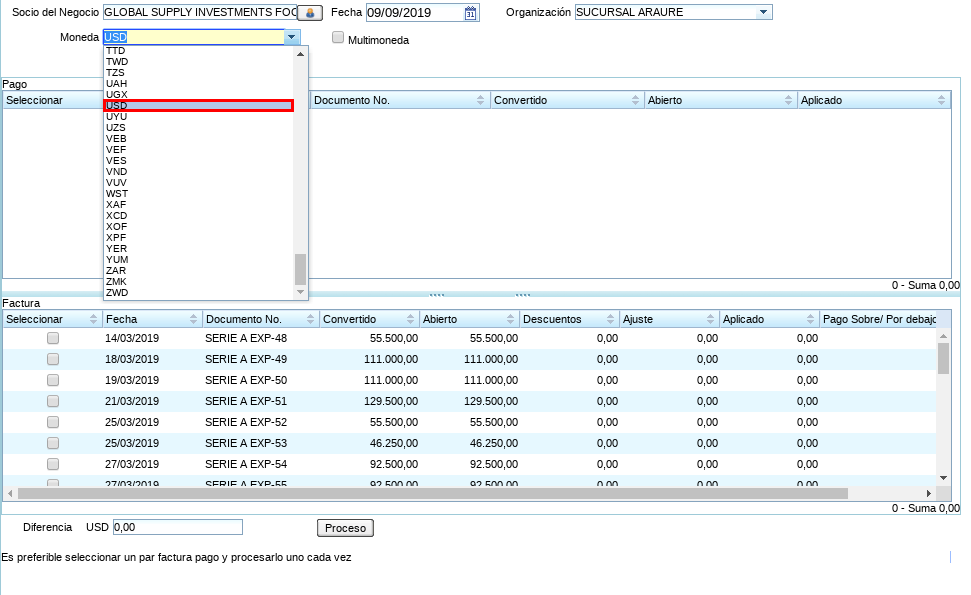 Socio del Negocio GLOBAL SUPPLY INVESTMENTS FOO Fecha 09/09/2019 31 Organización SUCURSAL ARAURE
Moneda USD Multimoneda
TTD
TWD
TZS
UAH
UGX
USD
UYU
UZS
VEB
VEF
VES
VND
VUV
WST
XAF
XCD
XOF
XPF
YER
YUM
ZAR
ZMK
ZWD
Pago
Seleccionar Documento No. Convertido Abierto Aplicado
0 - Suma 0,00
Factura
Seleccionar Fecha Documento No. Convertido Abierto Descuentos Ajuste Aplicado Pago Sobre/ Por debajo
14/03/2019 SERIE A EXP-48 55.500,00 55.500,00 0,00 0,00 0,00
18/03/2019 SERIE A EXP-49 111.000,00 111.000,00 0,00 0,00 0,00
19/03/2019 SERIE A EXP-50 111.000,00 111.000,00 0,00 0,00 0,00
21/03/2019 SERIE A EXP-51 129.500,00 129.500,00 0,00 0,00 0,00
25/03/2019 SERIE A EXP-52 55.500,00 55.500,00 0,00 0,00 0,00
25/03/2019 SERIE A EXP-53 46.250,00 46.250,00 0,00 0,00 0,00
27/03/2019 SERIE A EXP-54 92.500,00 92.500,00 0,00 0,00 0,00
27/03/2019 SERIE A EXP-55 92.500,00 92.500,00 0,00 0,00 0,00
0 - Suma 0,00
Diferencia USD 0,00 Proceso
Es preferible seleccionar un par factura pago y procesarlo uno cada vez